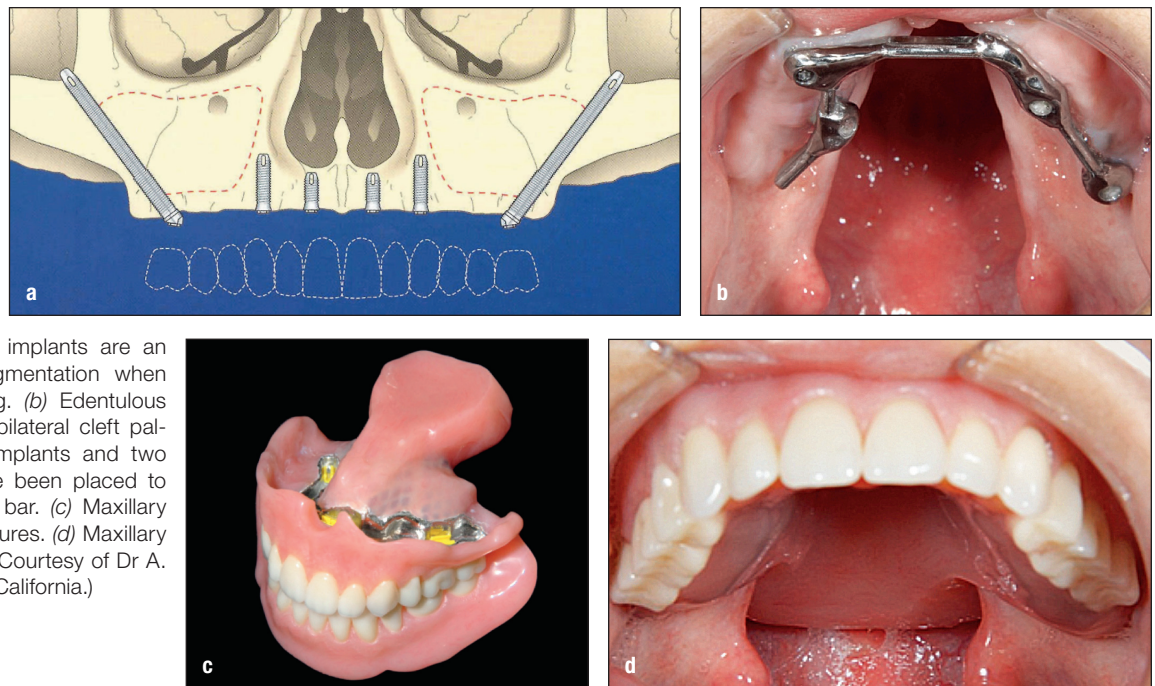 a
b
implants are an
gmentation when
g. (b) Edentulous
bilateral cleft pal-
mplants and two
e been placed to
bar. (c) Maxillary
ures. (d) Maxillary
Courtesy of Dr A.
California.)
c
d